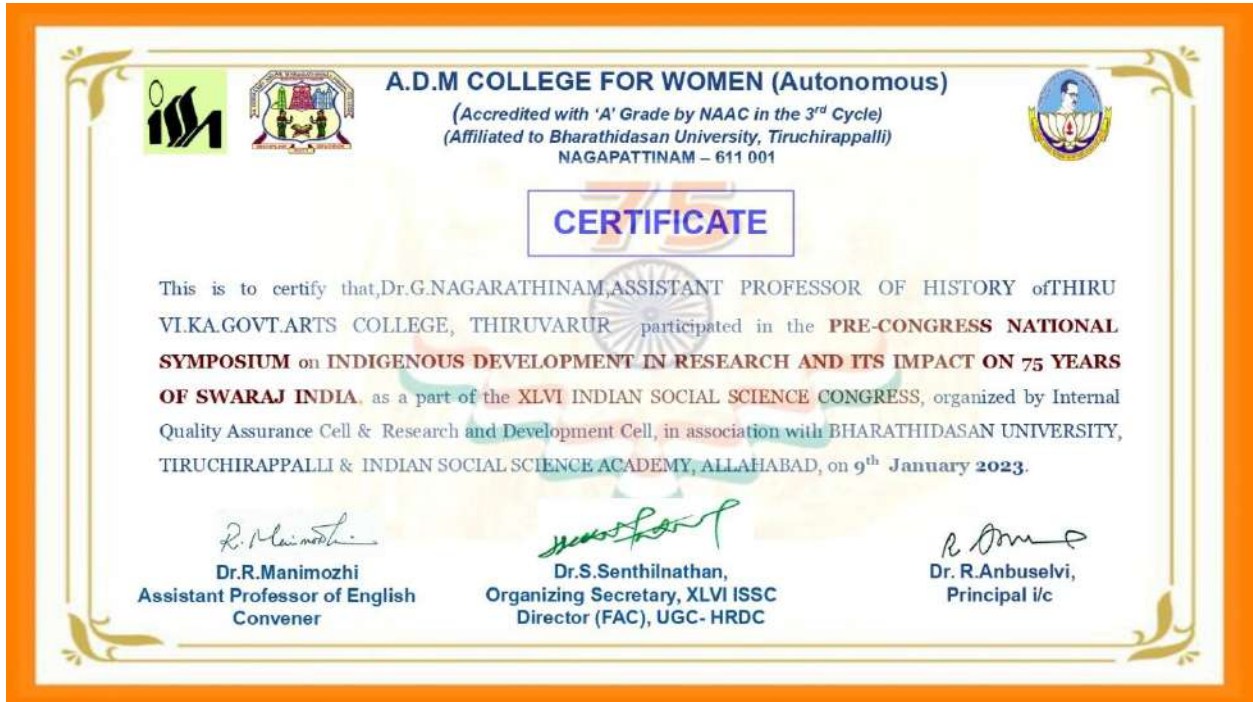 A.D.M COLLEGE FOR WOMEN (Autonomous)
(Accredited with ‘A’ Grade by NAAC in the 3rd Cycle)
(Affiliated to Bharathidasan University, Tiruchirappalli)
NAGAPATTINAM – 611 001
75
CERTIFICATE
This is to certify that,Dr.G.NAGARATHINAM,ASSISTANT PROFESSOR OF HISTORY ofTHIRU
VI.KA.GOVT.ARTS COLLEGE, THIRUVARUR participated in the PRE-CONGRESS NATIONAL
SYMPOSIUM on INDIGENOUS DEVELOPMENT IN RESEARCH AND ITS IMPACT ON 75 YEARS
OF SWARAJ INDIA, as a part of the XLVI INDIAN SOCIAL SCIENCE CONGRESS, organized by Internal
Quality Assurance Cell & Research and Development Cell, in association with BHARATHIDASAN UNIVERSITY,
TIRUCHIRAPPALLI & INDIAN SOCIAL SCIENCE ACADEMY, ALLAHABAD, on 9th January 2023.
Dr.R.Manimozhi
Assistant Professor of English
Convener
Dr.S.Senthilnathan,
Organizing Secretary, XLVI ISSC
Director (FAC), UGC- HRDC
Dr. R.Anbuselvi,
Principal i/c